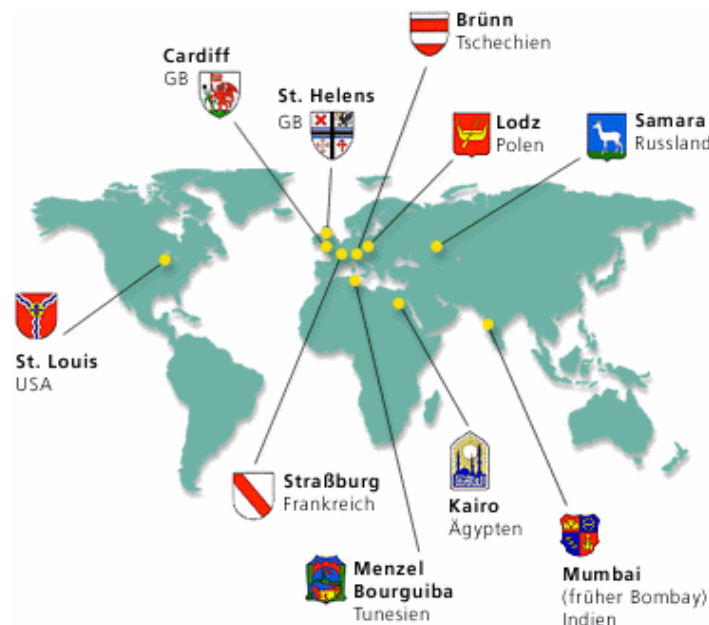 Brünn
Tschechien
Cardiff
GB
St. Helens
GB
Lodz
Polen
Samara
Russland
St. Louis
USA
Straßburg
Frankreich
Kairo
Ägypten
Menzel
Bourguiba
Tunesien
Mumbai
(früher Bombay)
Indien